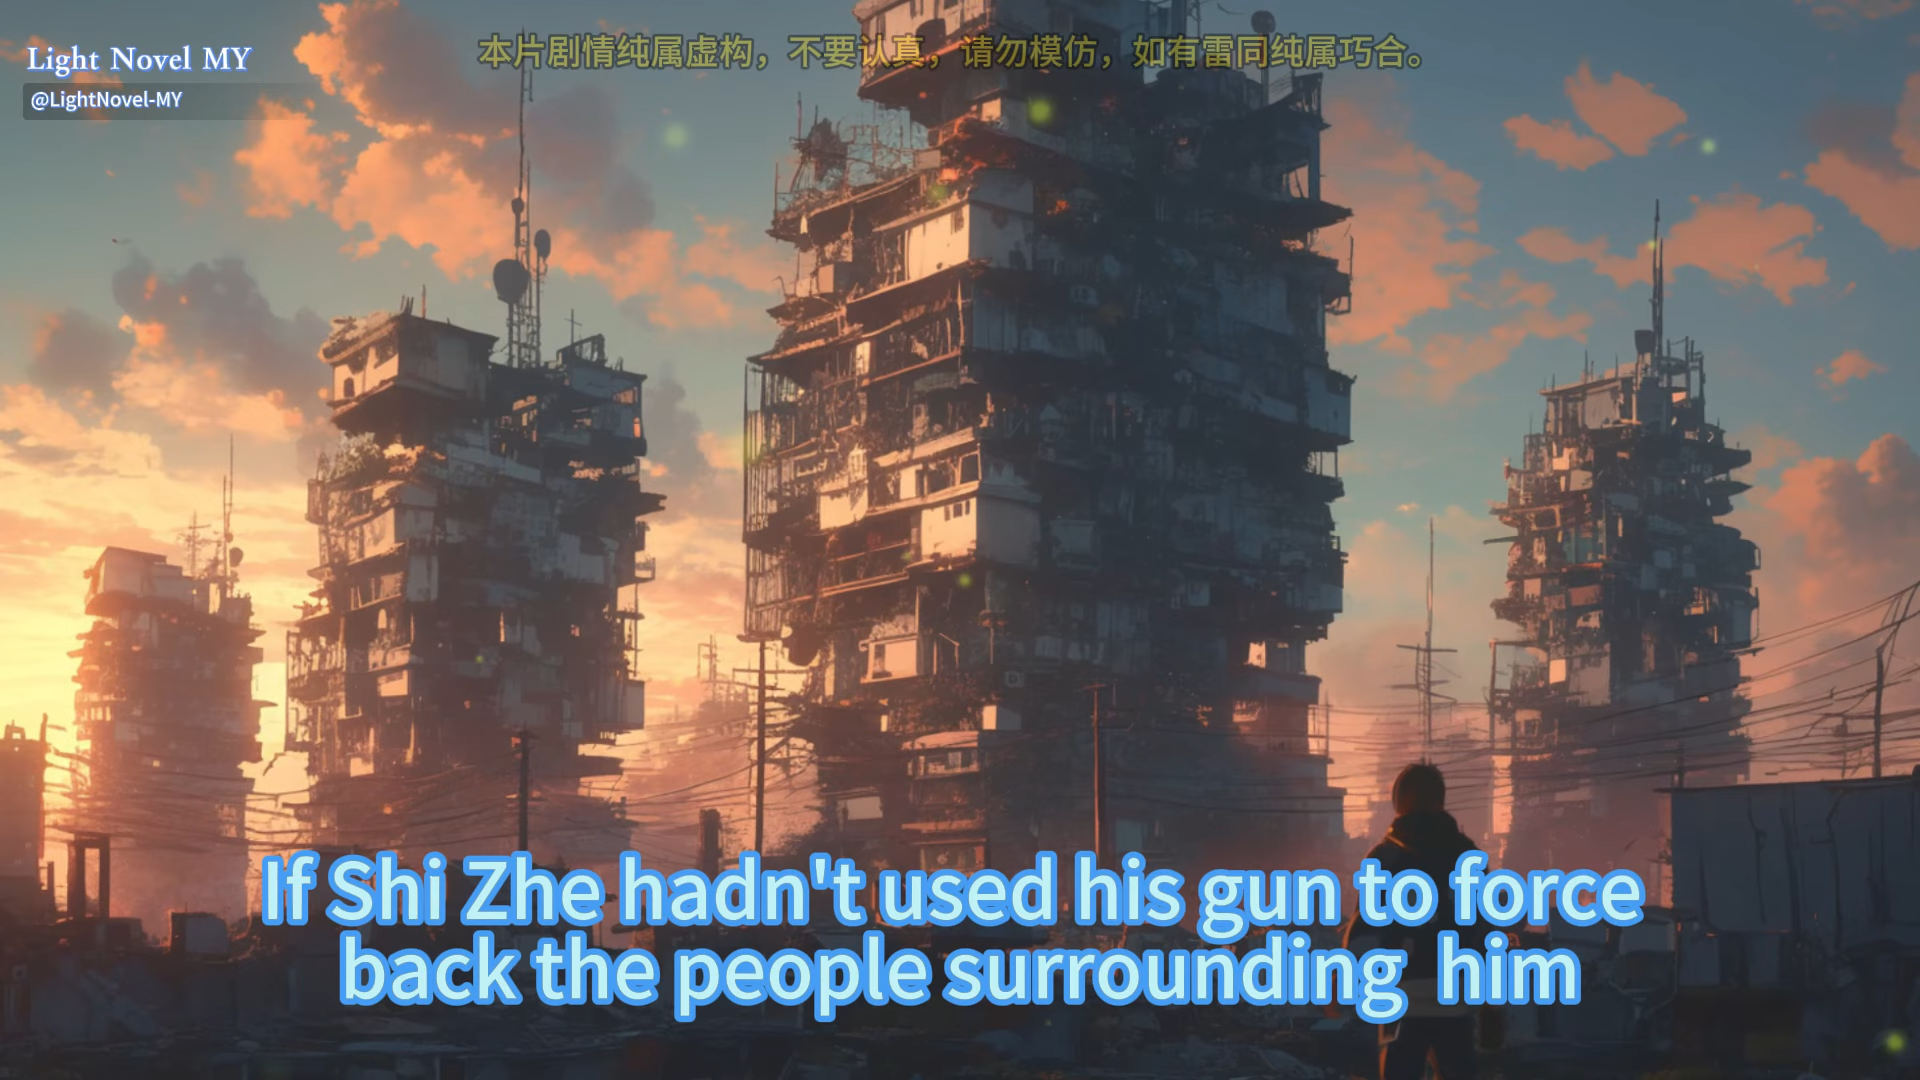 Light Novel MY
本片剧情纯属虚构，不要认真，请勿模仿，如有雷同纯属巧合。
@LightNovel-MY
If Shi Zhe hadn't used his gun to force
back the people surrounding him